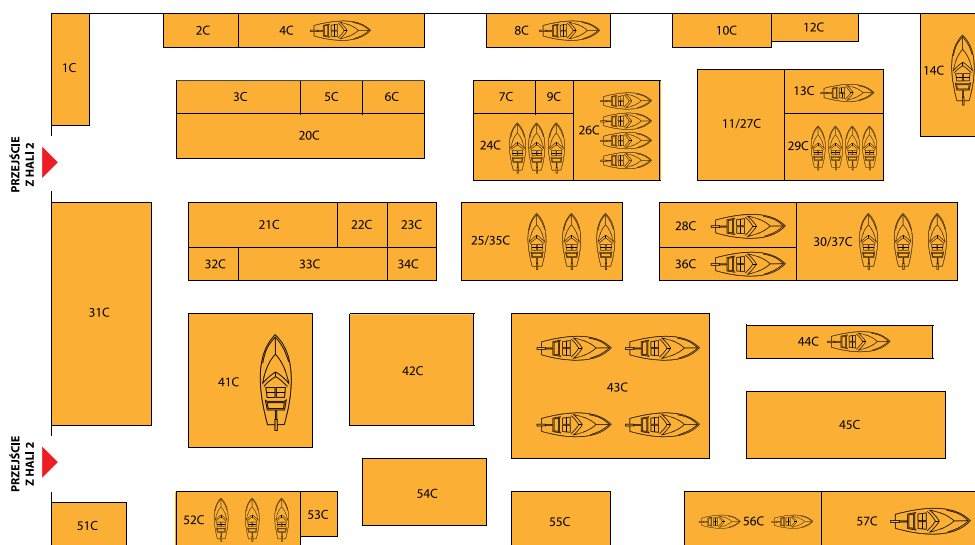 1C
2C
4C
8C
10C
12C
14C
3C
5C
6C
20C
7C
9C
24C
26C
11/27C
13C
29C
PRZEJŚCIE
Z HALI 2
21C
22C
23C
32C
33C
34C
25/35C
28C
36C
30/37C
31C
41C
42C
43C
44C
45C
PRZEJŚCIE
Z HALI 2
51C
52C
53C
54C
55C
56C
57C